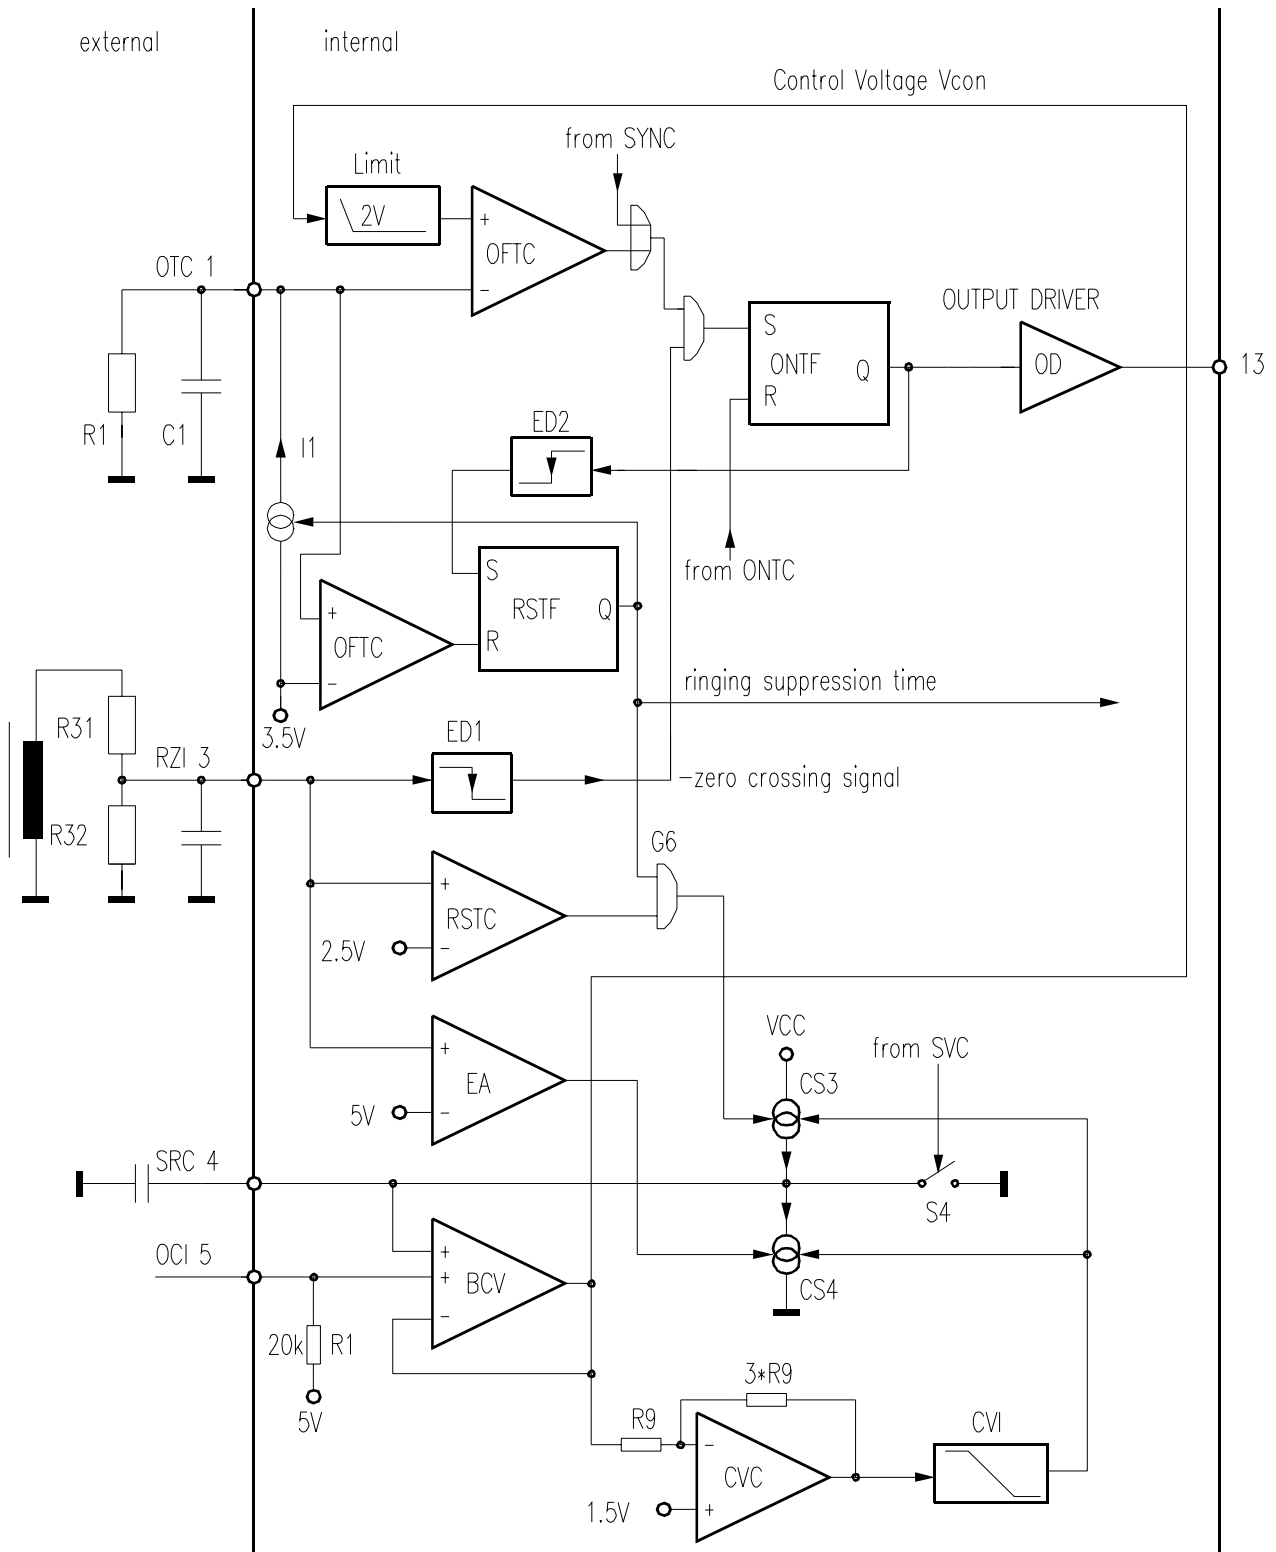 external
internal
Control Voltage Vcon
from SYNC
Limit
2V
+
OFTC
-
OTC 1
OUTPUT DRIVER
S
ONTF
Q
R
OD
13
R1
C1
I1
ED2
from ONTC
S
RSTF
Q
R
+
OFTC
-
3.5V
ringing suppression time
R31
RZI 3
ED1
-zero crossing signal
R32
G6
+
RSTC
2.5V
-
VCC
from SVC
+
EA
CS3
5V
-
SRC 4
S4
OCI 5
+
+
BCV
-
CS4
20k
R1
5V
3*R9
R9
-
CVC
+
1.5V
CVI